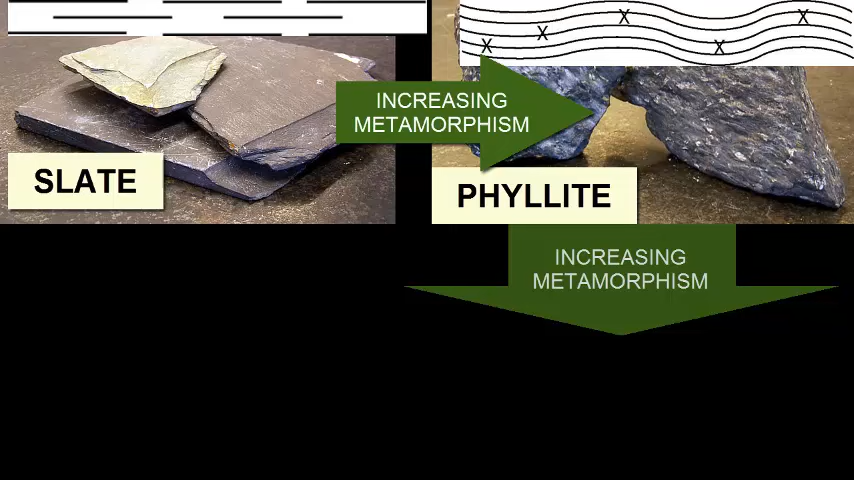 INCREASING
METAMORPHISM
SLATE
PHYLLITE
INCREASING
METAMORPHISM